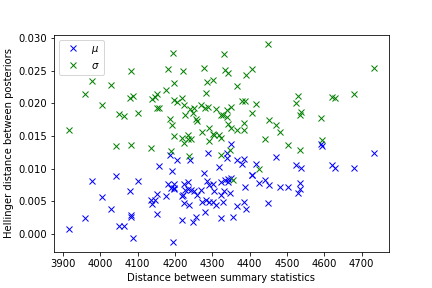 0.030
0.025
0.020
0.015
0.010
0.005
0.000
Hellinger distance between posteriors
μ
σ
3900 4000 4100 4200 4300 4400 4500 4600 4700
Distance between summary statistics